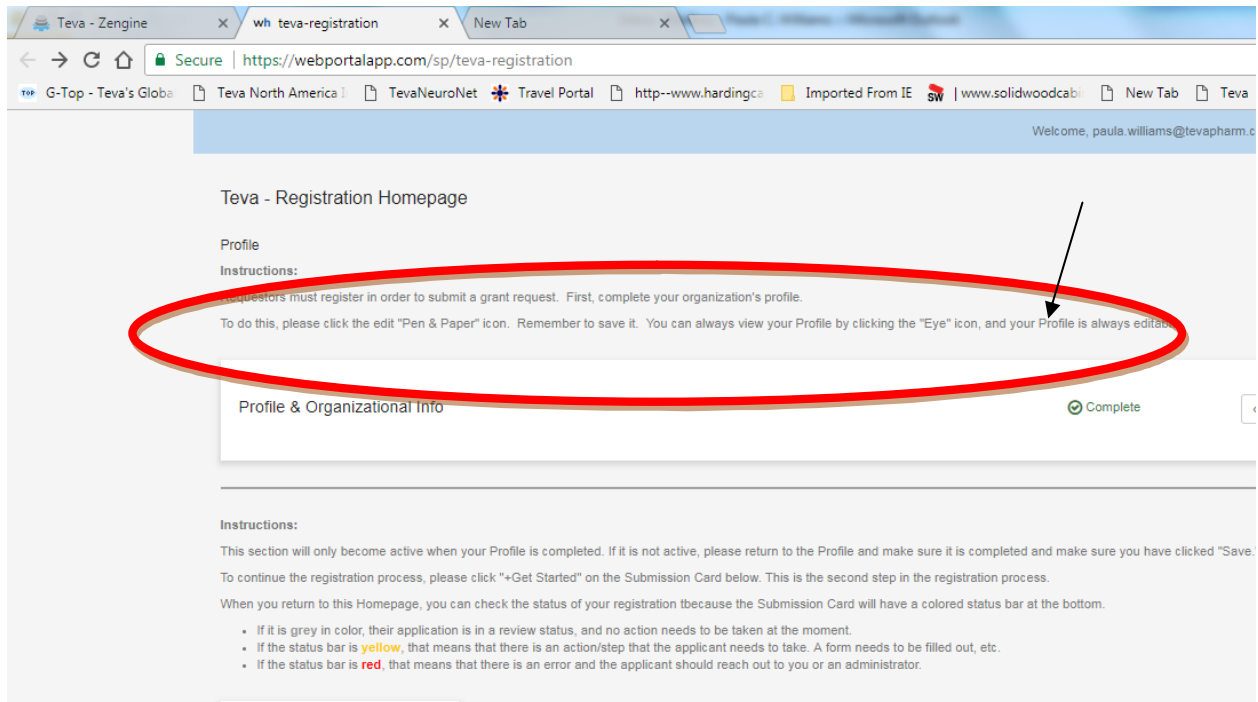 Teva - Zengine
wh teva-registration
New Tab
Secure | https://webportalapp.com/sp/teva-registration
TOP G-Top - Teva's Globa
Teva North America I
TevaNeuroNet
Travel Portal
http--www.hardingca
Imported From IE
SW | www.solidwoodcabi
New Tab
Teva
Welcome, paula.williams@tevapharm.c
Teva - Registration Homepage
Profile
Instructions:
Requestors must register in order to submit a grant request. First, complete your organization's profile.
To do this, please click the edit "Pen & Paper" icon. Remember to save it. You can always view your Profile by clicking the "Eye" icon, and your Profile is always editab
Profile & Organizational Info
Complete
Instructions:
This section will only become active when your Profile is completed. If it is not active, please return to the Profile and make sure it is completed and make sure you have clicked "Save."
To continue the registration process, please click "+Get Started" on the Submission Card below. This is the second step in the registration process.
When you return to this Homepage, you can check the status of your registration tbecause the Submission Card will have a colored status bar at the bottom.
• If it is grey in color, their application is in a review status, and no action needs to be taken at the moment.
• If the status bar is yellow, that means that there is an action/step that the applicant needs to take. A form needs to be filled out, etc.
• If the status bar is red, that means that there is an error and the applicant should reach out to you or an administrator.